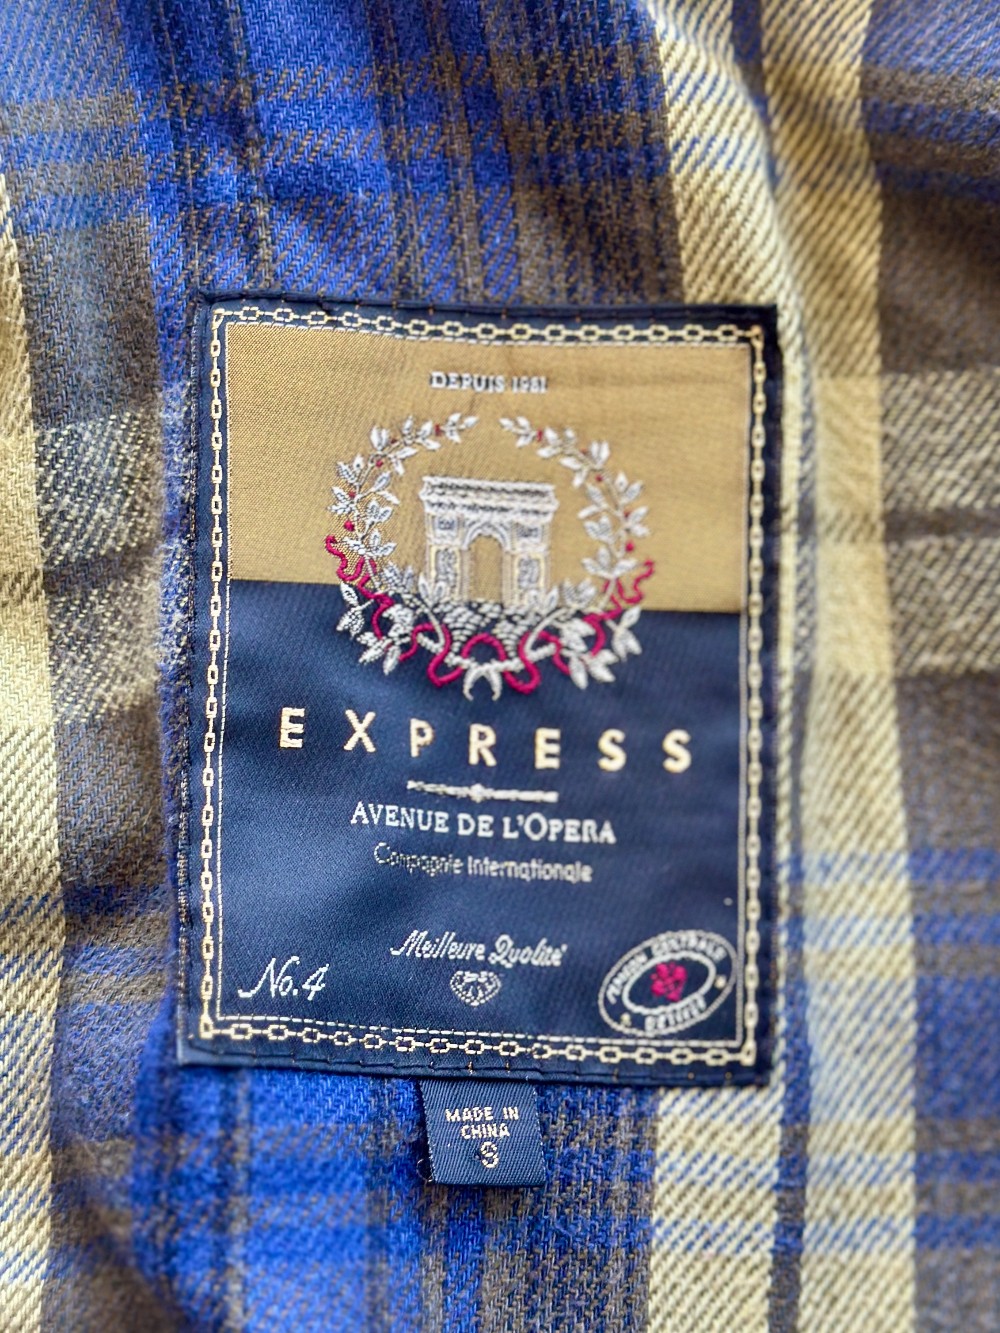 DEPUIS 1981
EXPRESS
AVENUE DE L'OPERA
Compagnie Internationale
Meilleure Qualité
No.4
MADE IN
CHINA
S